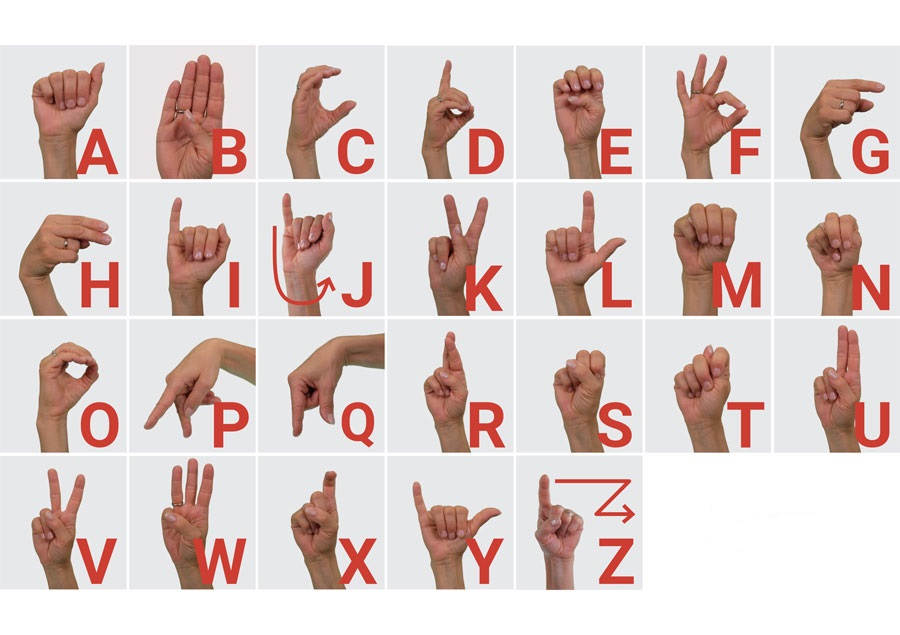 A B C D E F G
H I J K L M N
O P Q R S T U
V W X Y Z